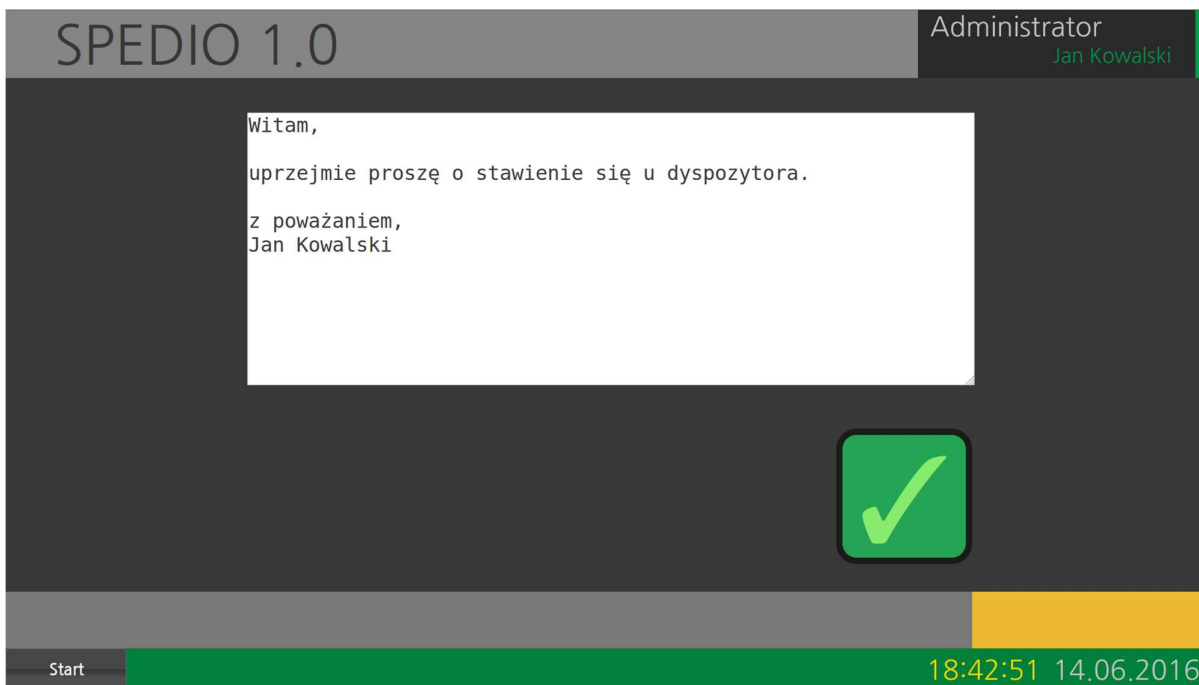 SPEDIO 1.0
Administrator
Jan Kowalski
Witam,
uprzejmie proszę o stawienie się u dyspozytora.
z poważaniem,
Jan Kowalski
Start
18:42:51 14.06.2016